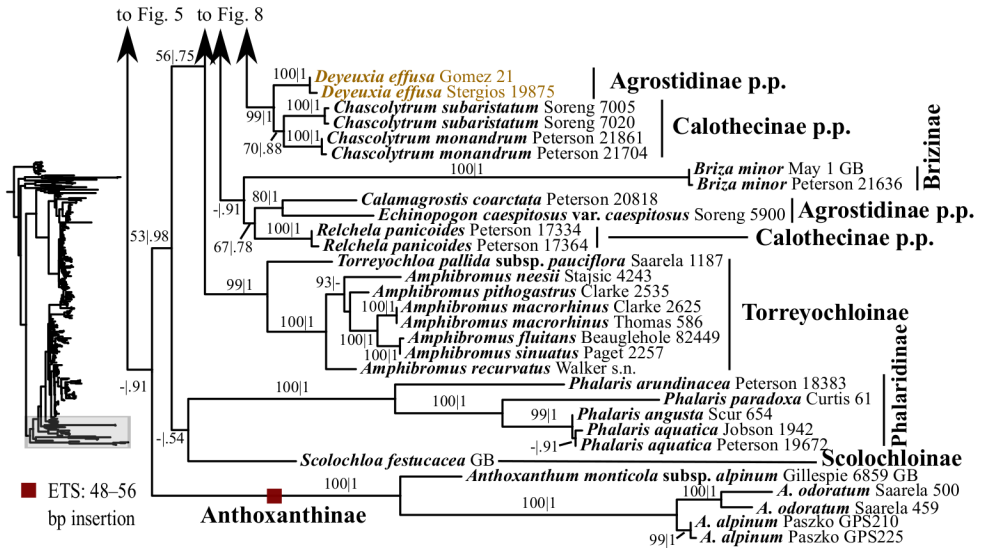 to Fig. 5
to Fig. 8
56|.75
100|1
Deyeuxia effusa Gomez 21
Deyeuxia effusa Stergios 19875
Agrostidinae p.p.
99|1
100|1
Chascolytrum subaristatum Soreng 7005
Chascolytrum subaristatum Soreng 7020
Calothecinae p.p.
70|.88
100|1
Chascolytrum monandrum Peterson 21861
Chascolytrum monandrum Peterson 21704
100|1
Briza minor May 1 GB
Briza minor Peterson 21636
Brizinae
-|.91
80|1
Calamagrostis coarctata Peterson 20818
Echinopogon caespitosus var. caespitosus Soreng 5900
Agrostidinae p.p.
67|.78
100|1
Relchela panicoides Peterson 17334
Relchela panicoides Peterson 17364
Calothecinae p.p.
53|.98
99|1
Torreyochloa pallida subsp. pauciflora Saarela 1187
93|-
Amphibromus neesii Stajsic 4243
Amphibromus pithogastrus Clarke 2535
100|1
Amphibromus macrorhinus Clarke 2625
Amphibromus macrorhinus Thomas 586
100|1
100|1
Amphibromus fluitans Beauglehole 82449
100|1
Amphibromus sinuatus Paget 2257
Amphibromus recurvatus Walker s.n.
Torreyochloinae
-|.91
100|1
Phalaris arundinacea Peterson 18383
100|1
Phalaris paradoxa Curtis 61
99|1
Phalaris angusta Scur 654
Phalaris aquatica Jobson 1942
-|.91
Phalaris aquatica Peterson 19672
Phalaridinae
-|.54
Scolochloa festucacea GB
Scolochloinae
ETS: 48–56
bp insertion
100|1
Anthoxanthinae
Anthoxanthum monticola subsp. alpinum Gillespie 6859 GB
100|1
100|1
A. odoratum Saarela 500
A. odoratum Saarela 459
99|1
A. alpinum Paszko GPS210
A. alpinum Paszko GPS225